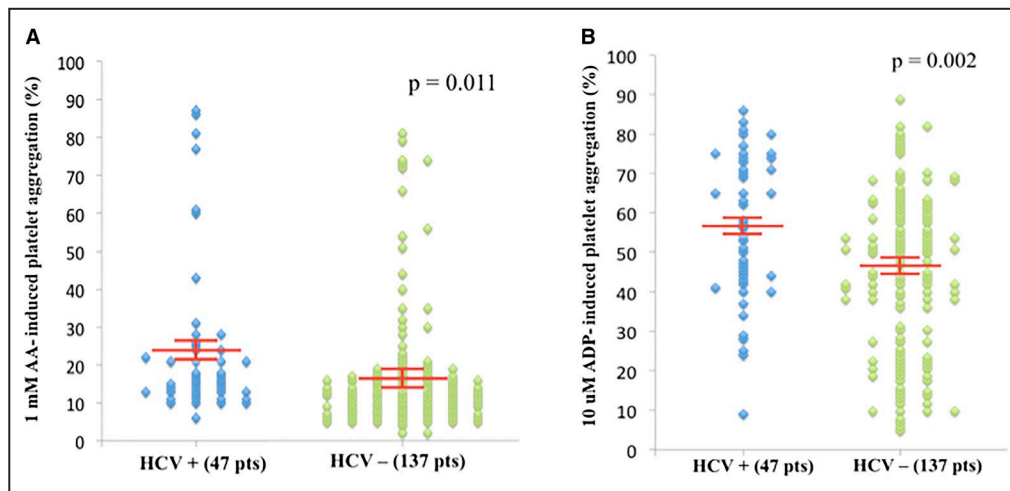 A
1 mM AA- induced platelet aggregation (%)
100
90
80
70
60
50
40
30
20
10
0
p = 0.011
HCV + (47 pts)
HCV – (137 pts)
B
10 uM ADP- induced platelet aggregation (%)
100
90
80
70
60
50
40
30
20
10
0
p = 0.002
HCV + (47 pts)
HCV – (137 pts)